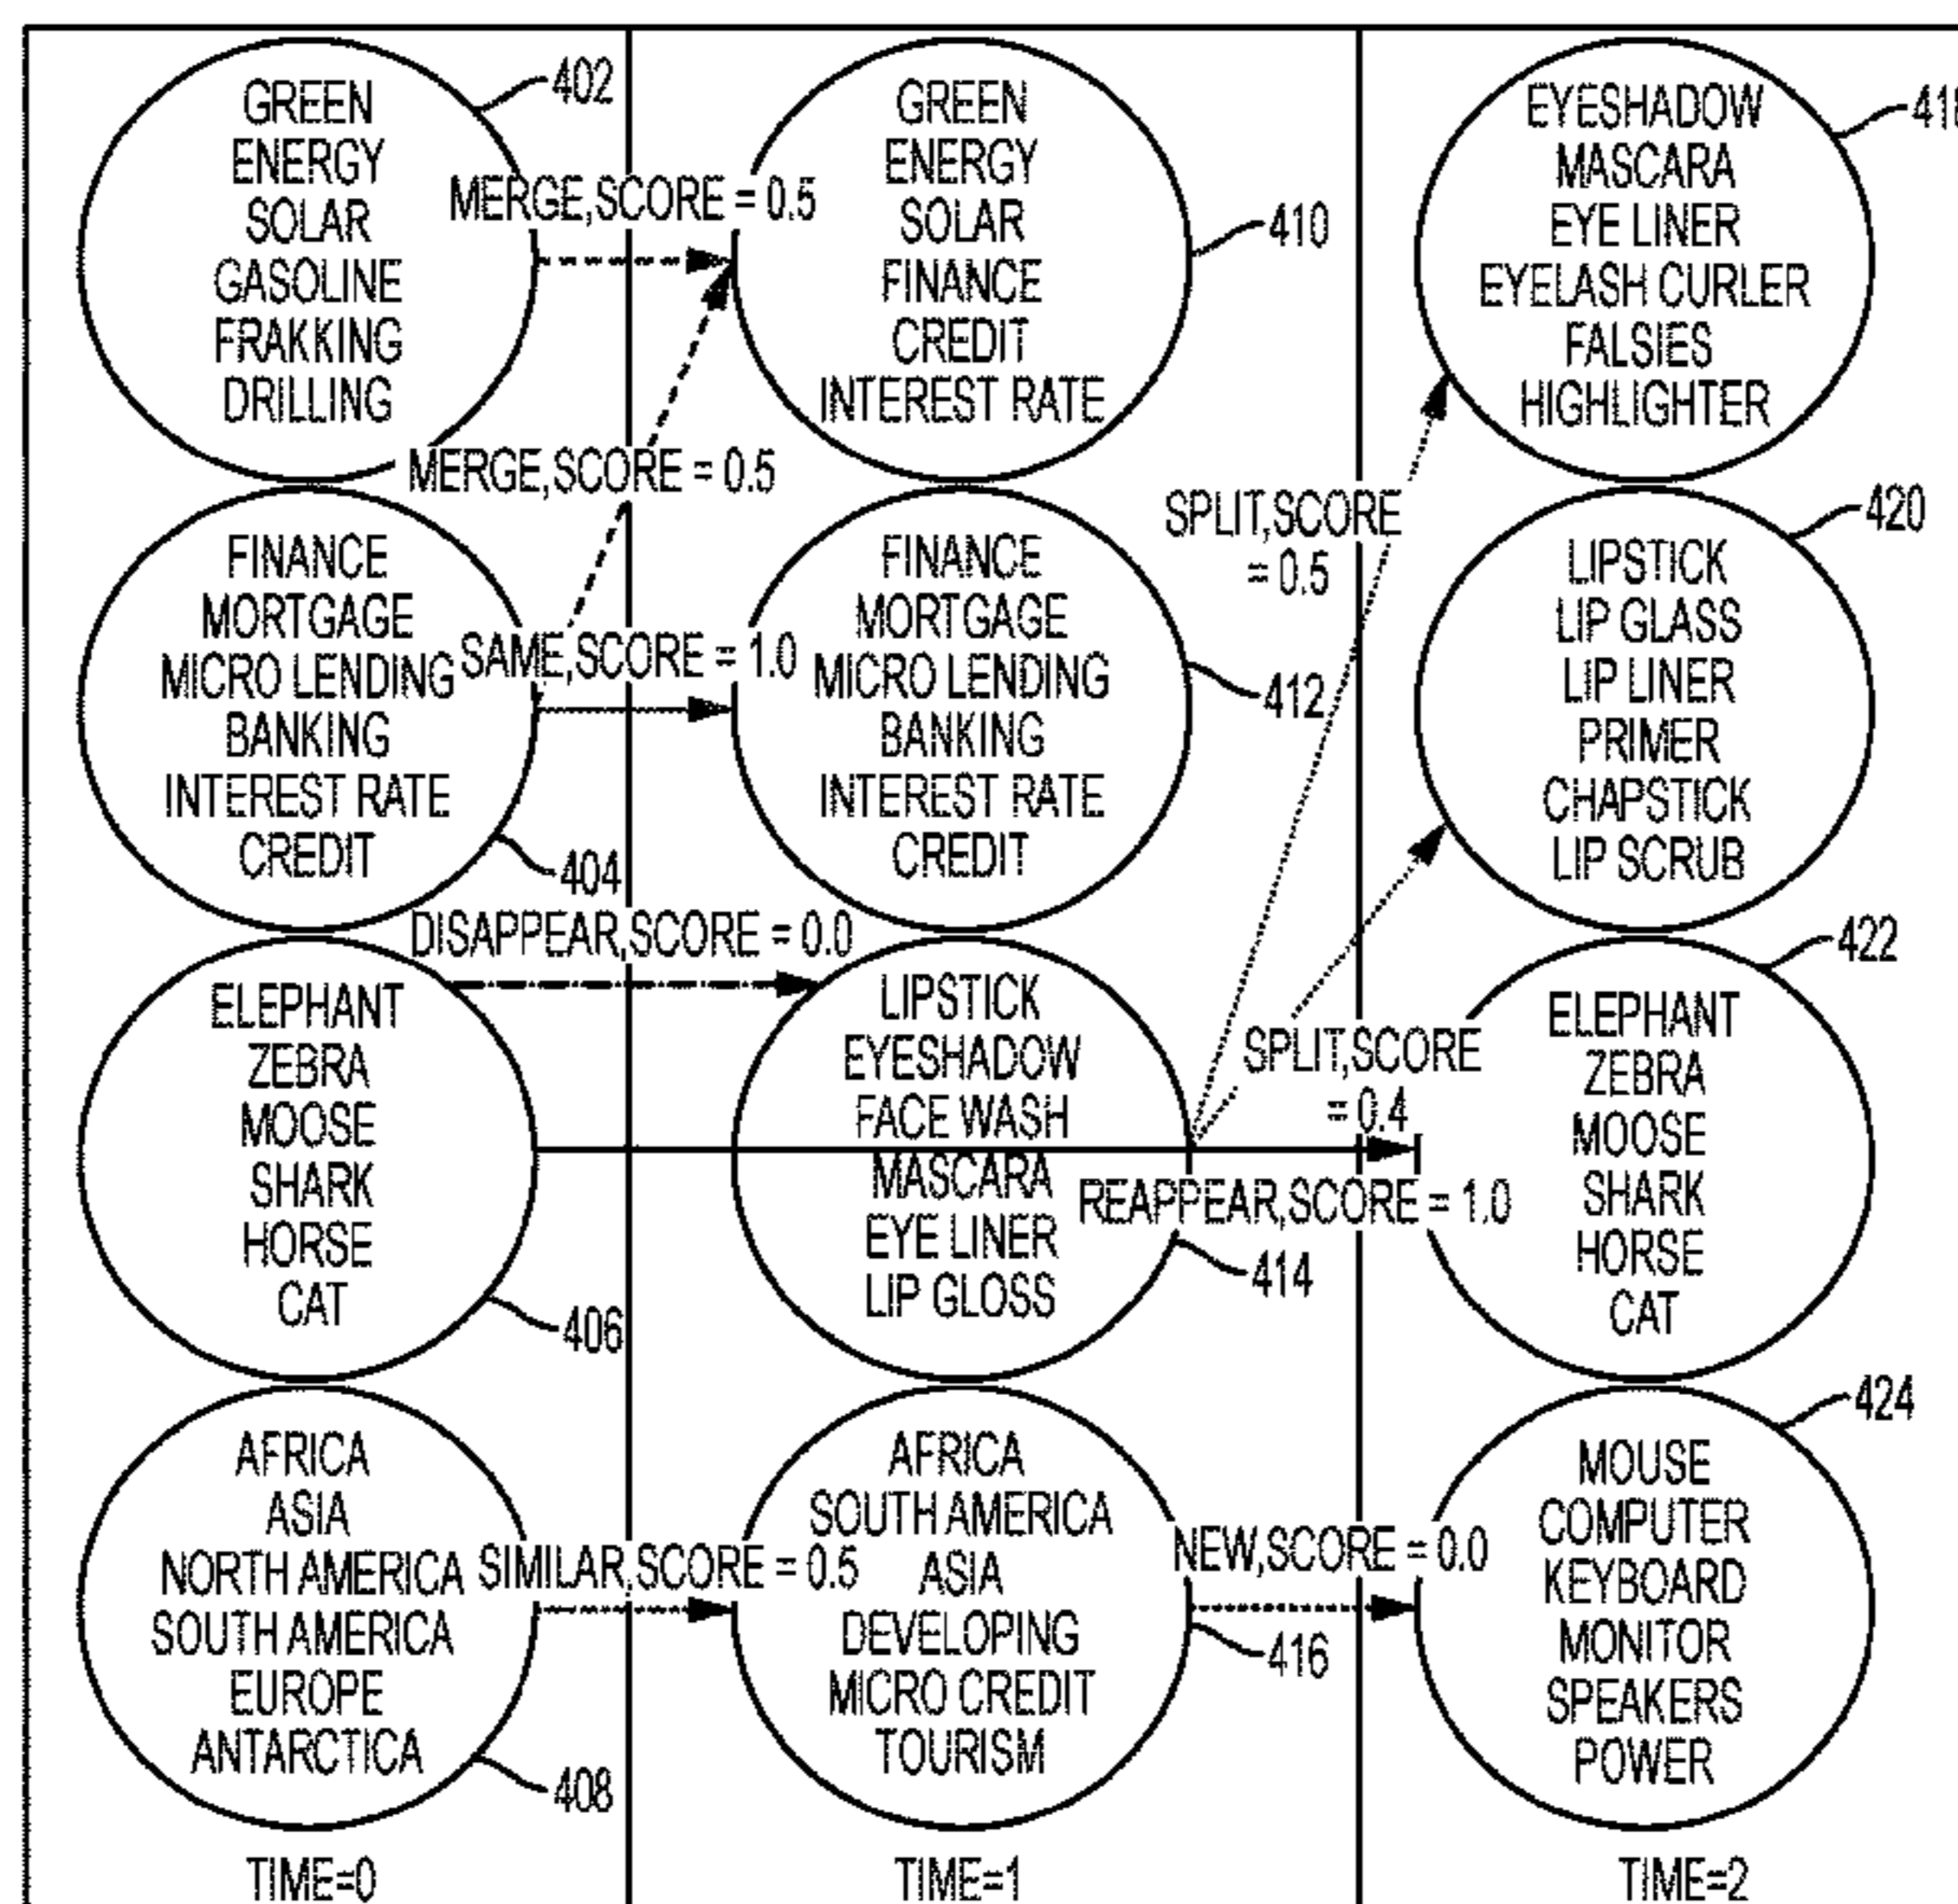 GREEN
ENERGY
SOLAR
GASOLINE
FRAKKING
DRILLING
402
MERGE,SCORE = 0.5
GREEN
ENERGY
SOLAR
FINANCE
CREDIT
INTEREST RATE
410
EYESHADOW
MASCARA
EYE LINER
EYELASH CURLER
FALSIES
HIGHLIGHTER
418
MERGE,SCORE = 0.5
FINANCE
MORTGAGE
MICRO LENDING
BANKING
INTEREST RATE
CREDIT
404
SAME,SCORE = 1.0
FINANCE
MORTGAGE
MICRO LENDING
BANKING
INTEREST RATE
CREDIT
412
SPLIT,SCORE
= 0.5
LIPSTICK
LIP GLASS
LIP LINER
PRIMER
CHAPSTICK
LIP SCRUB
420
DISAPPEAR,SCORE = 0.0
ELEPHANT
ZEBRA
MOOSE
SHARK
HORSE
CAT
406
LIPSTICK
EYESHADOW
FACE WASH
MASCARA
EYE LINER
LIP GLOSS
414
SPLIT,SCORE
= 0.4
REAPPEAR,SCORE = 1.0
ELEPHANT
ZEBRA
MOOSE
SHARK
HORSE
CAT
422
AFRICA
ASIA
NORTH AMERICA
SOUTH AMERICA
EUROPE
ANTARCTICA
408
SIMILAR,SCORE = 0.5
AFRICA
SOUTH AMERICA
ASIA
DEVELOPING
MICRO CREDIT
TOURISM
416
NEW,SCORE = 0.0
MOUSE
COMPUTER
KEYBOARD
MONITOR
SPEAKERS
POWER
424
TIME=0
TIME=1
TIME=2